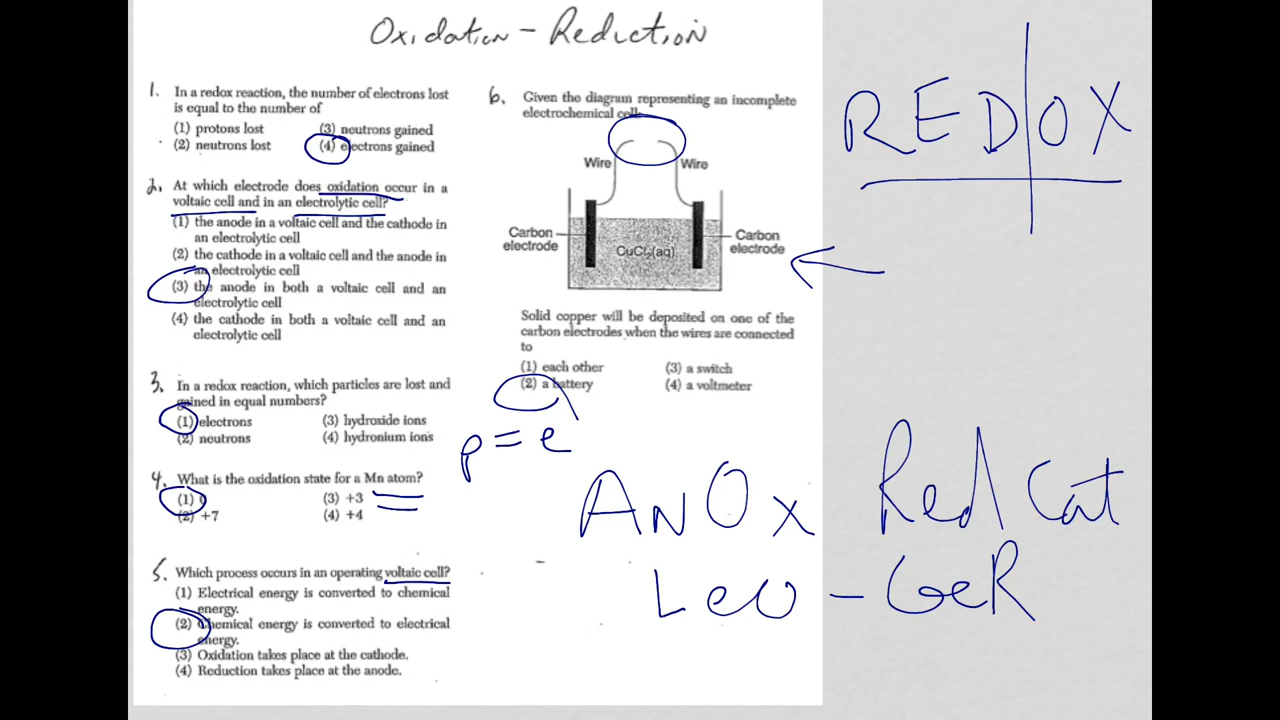 Oxidation - Reduction
1. In a redox reaction, the number of electrons lost
is equal to the number of
(1) protons lost (3) neutrons gained
(2) neutrons lost (4) electrons gained
2. At which electrode does oxidation occur in a
voltaic cell and in an electrolytic cell?
(1) the anode in a voltaic cell and the cathode in
an electrolytic cell
(2) the cathode in a voltaic cell and the anode in
an electrolytic cell
(3) the anode in both a voltaic cell and an
electrolytic cell
(4) the cathode in both a voltaic cell and an
electrolytic cell
3. In a redox reaction, which particles are lost and
gained in equal numbers?
(1) electrons (3) hydroxide ions
(2) neutrons (4) hydronium ions
4. What is the oxidation state for a Mn atom?
(1) 0 (3) +3
(2) +7 (4) +4
5. Which process occurs in an operating voltaic cell?
(1) Electrical energy is converted to chemical
energy.
(2) Chemical energy is converted to electrical
energy.
(3) Oxidation takes place at the cathode.
(4) Reduction takes place at the anode.
6. Given the diagram representing an incomplete
electrochemical cell:
Wire Wire
Carbon
electrode
CuCl₂(aq)
Carbon
electrode
Solid copper will be deposited on one of the
carbon electrodes when the wires are connected
to
(1) each other (3) a switch
(2) a battery (4) a voltmeter
p = e
RED OX
AnOx RedCat
LeO - GeR